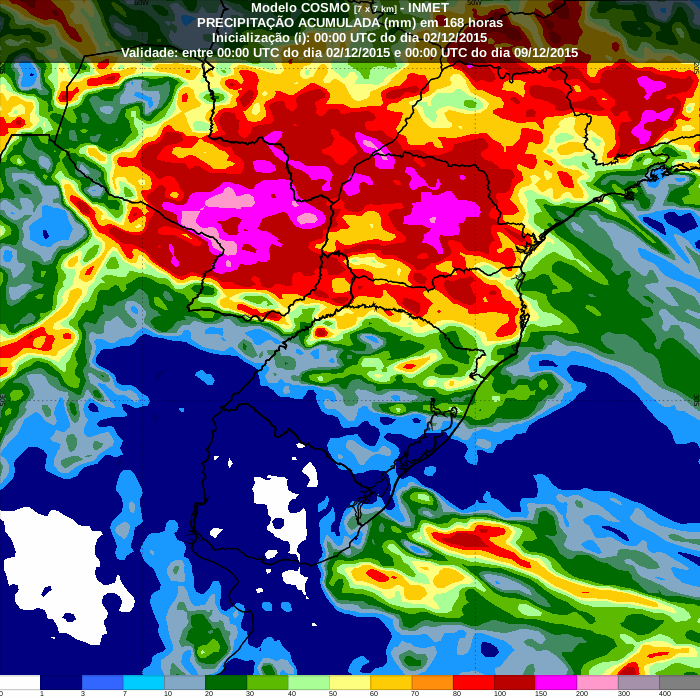 Modelo COSMO [7 x 7 km] - INMET
PRECIPITAÇÃO ACUMULADA (mm) em 168 horas
Inicialização (i): 00:00 UTC do dia 02/12/2015
Validade: entre 00:00 UTC do dia 02/12/2015 e 00:00 UTC do dia 09/12/2015
0 1 3 7 10 20 30 40 50 60 70 80 100 150 200 300 400